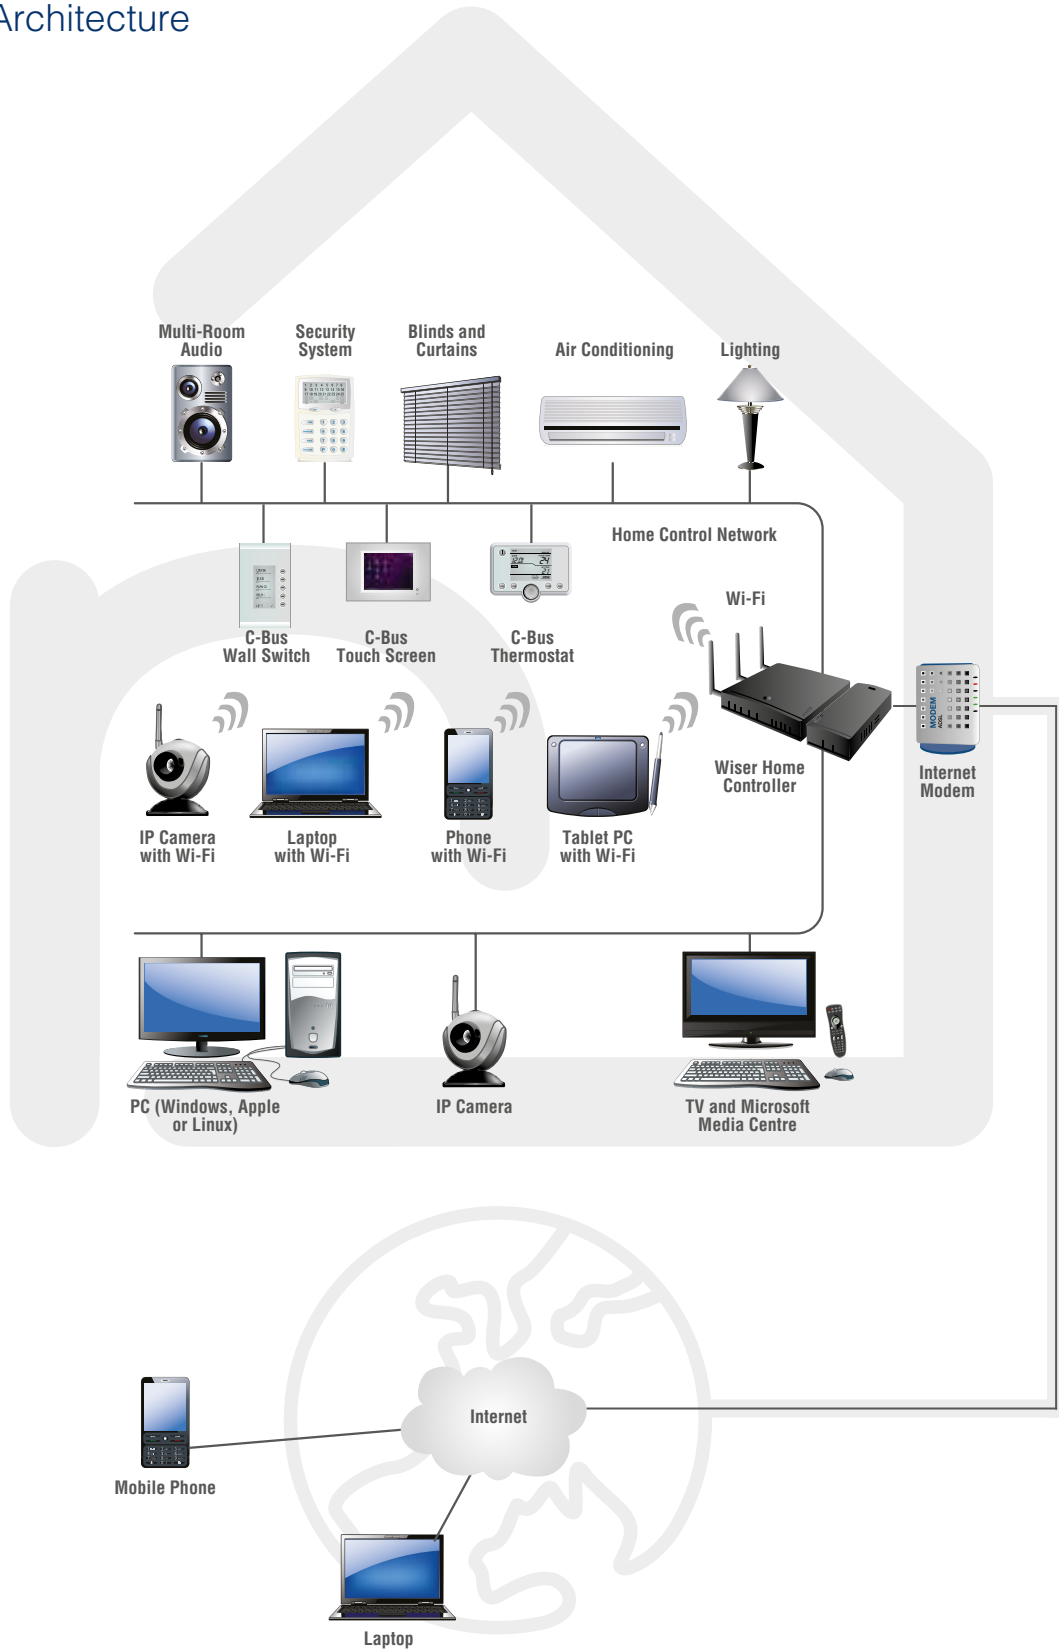 Architecture
Multi-Room
Audio
Security
System
Blinds and
Curtains
Air Conditioning
Lighting
Home Control Network
C-Bus
Wall Switch
C-Bus
Touch Screen
C-Bus
Thermostat
Wi-Fi
MODEM
ADSL
Wiser Home
Controller
Internet
Modem
IP Camera
with Wi-Fi
Laptop
with Wi-Fi
Phone
with Wi-Fi
Tablet PC
with Wi-Fi
PC (Windows, Apple
or Linux)
IP Camera
TV and Microsoft
Media Centre
Internet
Mobile Phone
Laptop